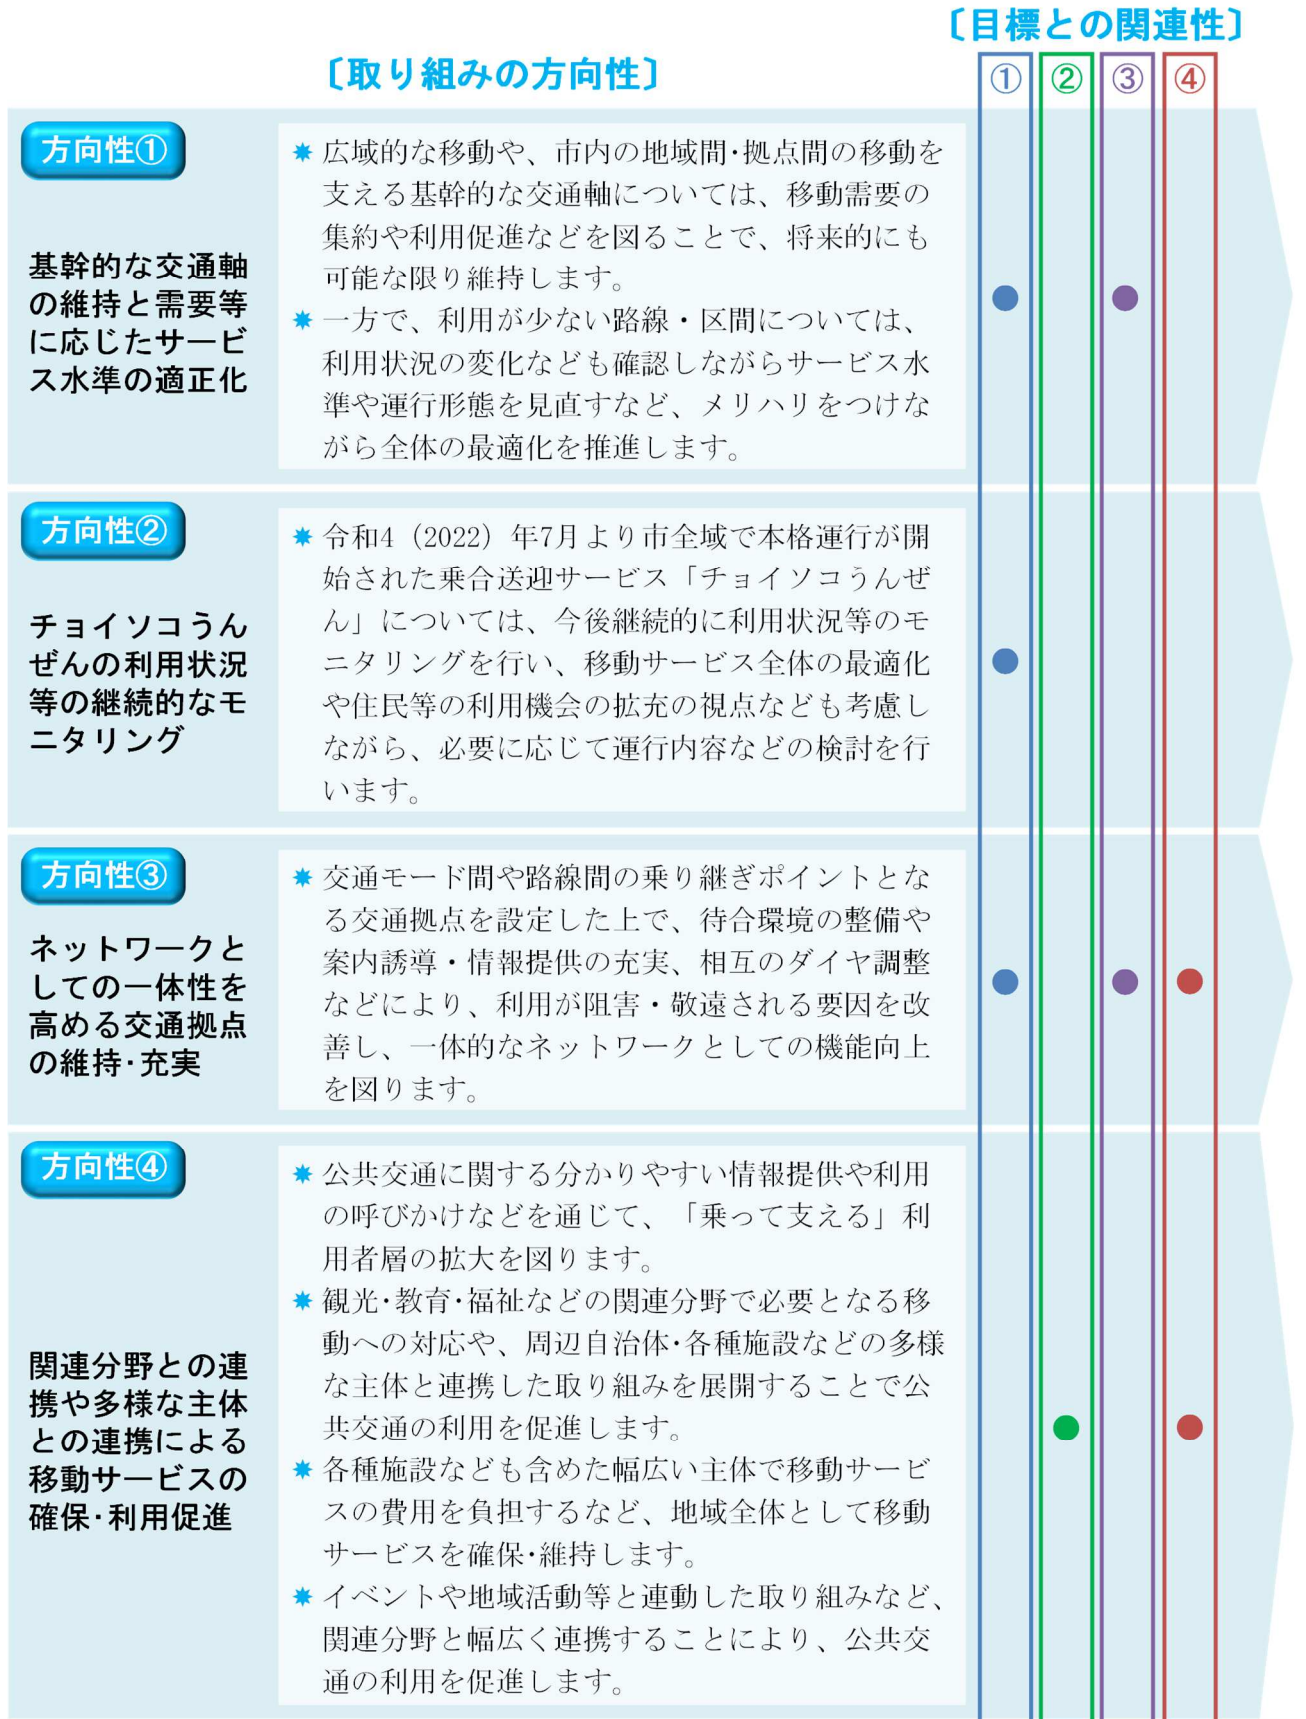 〔目標との関連性〕
〔取り組みの方向性〕
① ② ③ ④
方向性①
基幹的な交通軸
の維持と需要等
に応じたサービ
ス水準の適正化
✷ 広域的な移動や、市内の地域間･拠点間の移動を
支える基幹的な交通軸については、移動需要の
集約や利用促進などを図ることで、将来的にも
可能な限り維持します。
✷ 一方で、利用が少ない路線・区間については、
利用状況の変化なども確認しながらサービス水
準や運行形態を見直すなど、メリハリをつけな
がら全体の最適化を推進します。
方向性②
チョイソコうん
ぜんの利用状況
等の継続的なモ
ニタリング
✷ 令和4（2022）年7月より市全域で本格運行が開
始された乗合送迎サービス「チョイソコうんぜ
ん」については、今後継続的に利用状況等のモ
ニタリングを行い、移動サービス全体の最適化
や住民等の利用機会の拡充の視点なども考慮し
ながら、必要に応じて運行内容などの検討を行
います。
方向性③
ネットワークと
しての一体性を
高める交通拠点
の維持･充実
✷ 交通モード間や路線間の乗り継ぎポイントとな
る交通拠点を設定した上で、待合環境の整備や
案内誘導・情報提供の充実、相互のダイヤ調整
などにより、利用が阻害・敬遠される要因を改
善し、一体的なネットワークとしての機能向上
を図ります。
方向性④
関連分野との連
携や多様な主体
との連携による
移動サービスの
確保･利用促進
✷ 公共交通に関する分かりやすい情報提供や利用
の呼びかけなどを通じて、「乗って支える」利
用者層の拡大を図ります。
✷ 観光･教育･福祉などの関連分野で必要となる移
動への対応や、周辺自治体･各種施設などの多様
な主体と連携した取り組みを展開することで公
共交通の利用を促進します。
✷ 各種施設なども含めた幅広い主体で移動サービ
スの費用を負担するなど、地域全体として移動
サービスを確保･維持します。
✷ イベントや地域活動等と連動した取り組みなど、
関連分野と幅広く連携することにより、公共交
通の利用を促進します。